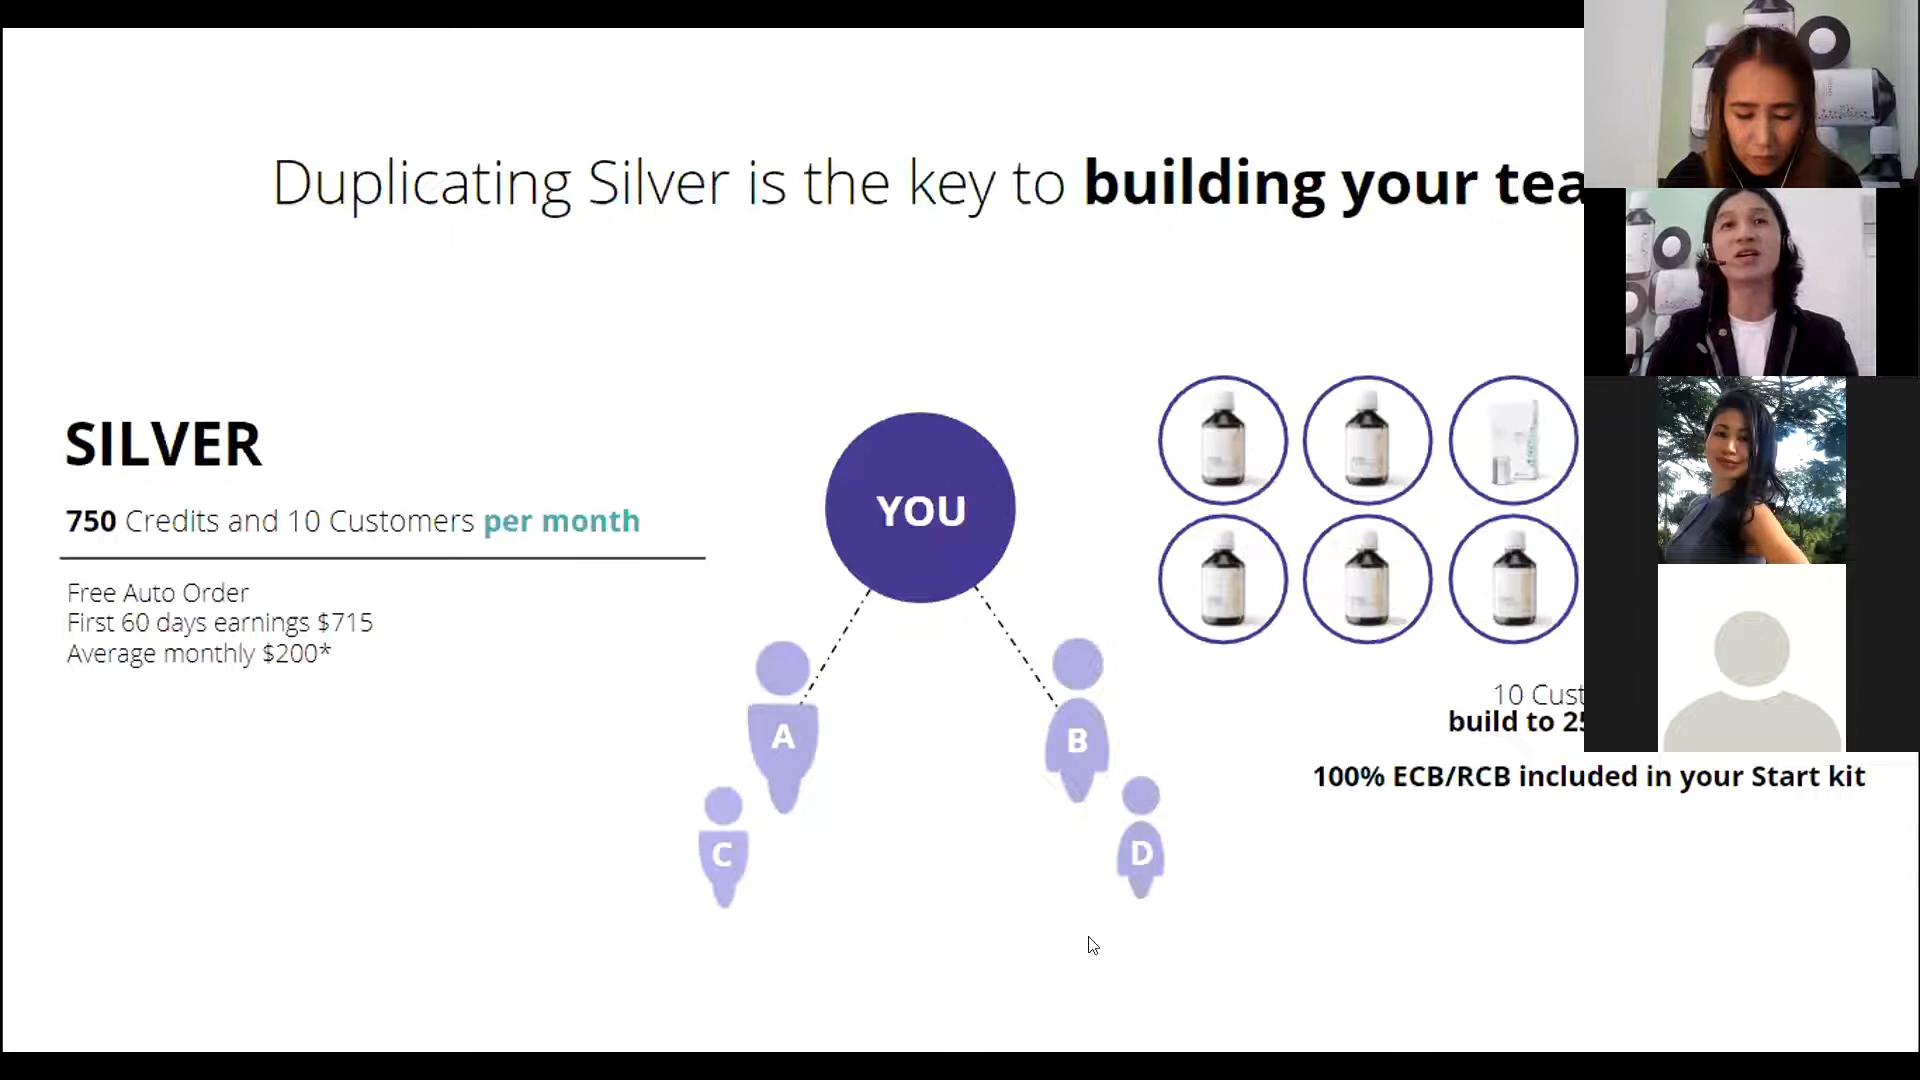 Duplicating Silver is the key to building your tea
SILVER
750 Credits and 10 Customers per month
Free Auto Order
First 60 days earnings $715
Average monthly $200*
YOU
A
B
C
D
10 Cust
build to 25
100% ECB/RCB included in your Start kit